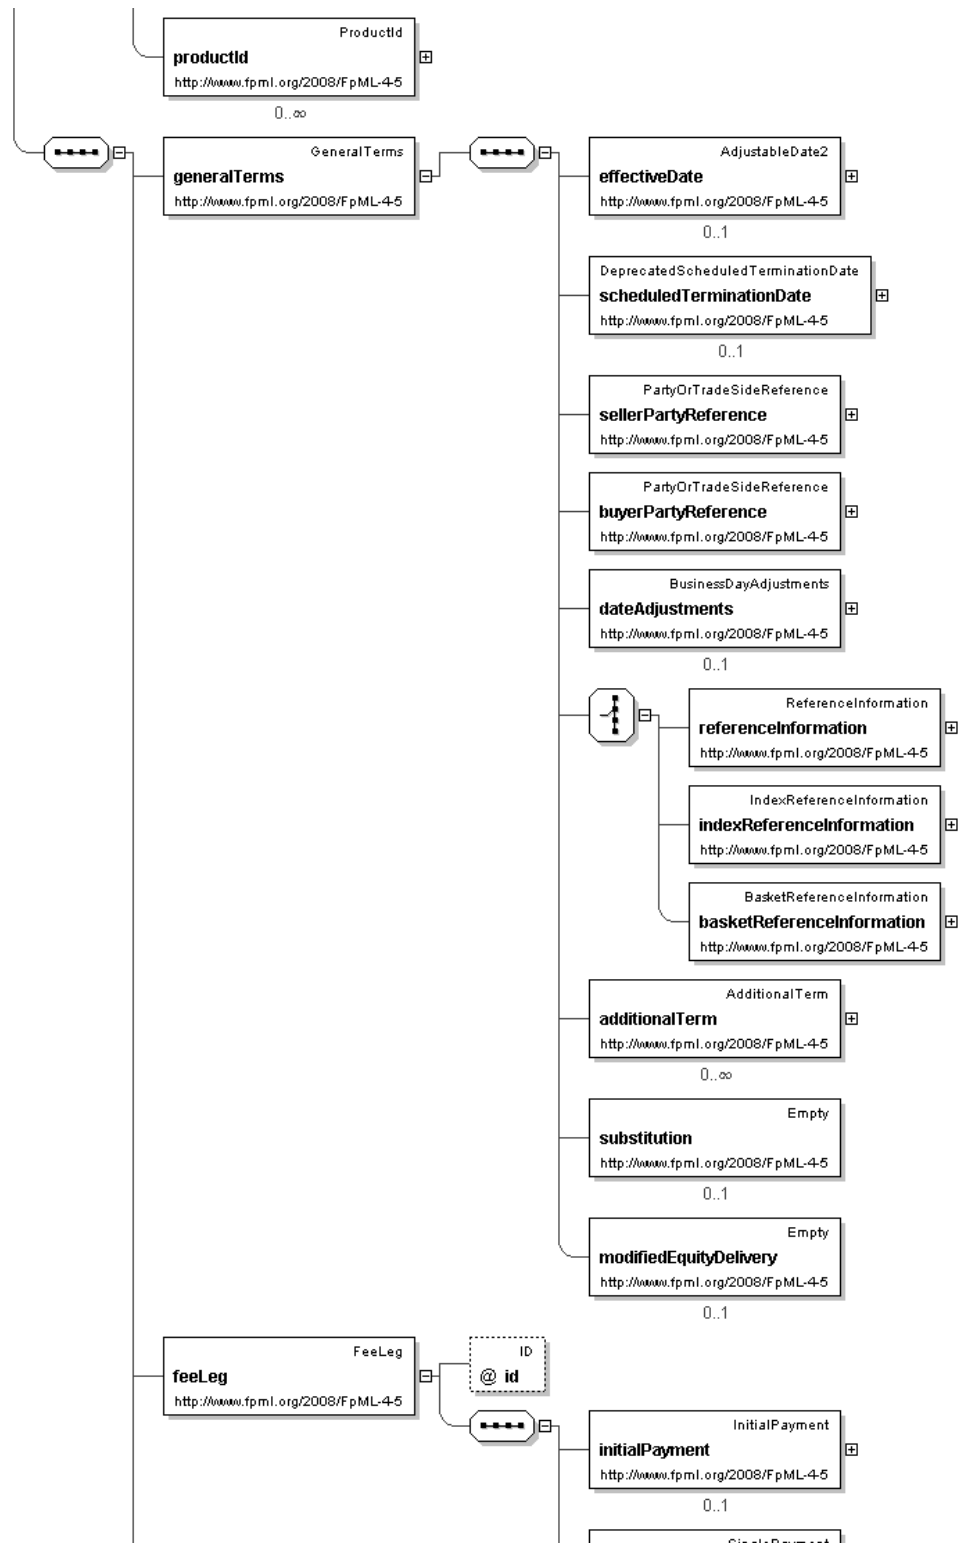 ProductId
productId
http://www.fpml.org/2008/FpML-4-5
0..∞
GeneralTerms
generalTerms
http://www.fpml.org/2008/FpML-4-5
AdjustableDate2
effectiveDate
http://www.fpml.org/2008/FpML-4-5
0..1
DeprecatedScheduledTerminationDate
scheduledTerminationDate
http://www.fpml.org/2008/FpML-4-5
0..1
PartyOrTradeSideReference
sellerPartyReference
http://www.fpml.org/2008/FpML-4-5
PartyOrTradeSideReference
buyerPartyReference
http://www.fpml.org/2008/FpML-4-5
BusinessDayAdjustments
dateAdjustments
http://www.fpml.org/2008/FpML-4-5
0..1
ReferenceInformation
referenceInformation
http://www.fpml.org/2008/FpML-4-5
IndexReferenceInformation
indexReferenceInformation
http://www.fpml.org/2008/FpML-4-5
BasketReferenceInformation
basketReferenceInformation
http://www.fpml.org/2008/FpML-4-5
AdditionalTerm
additionalTerm
http://www.fpml.org/2008/FpML-4-5
0..∞
Empty
substitution
http://www.fpml.org/2008/FpML-4-5
0..1
Empty
modifiedEquityDelivery
http://www.fpml.org/2008/FpML-4-5
0..1
FeeLeg
feeLeg
http://www.fpml.org/2008/FpML-4-5
ID
@ id
InitialPayment
initialPayment
http://www.fpml.org/2008/FpML-4-5
0..1
SinglePayment